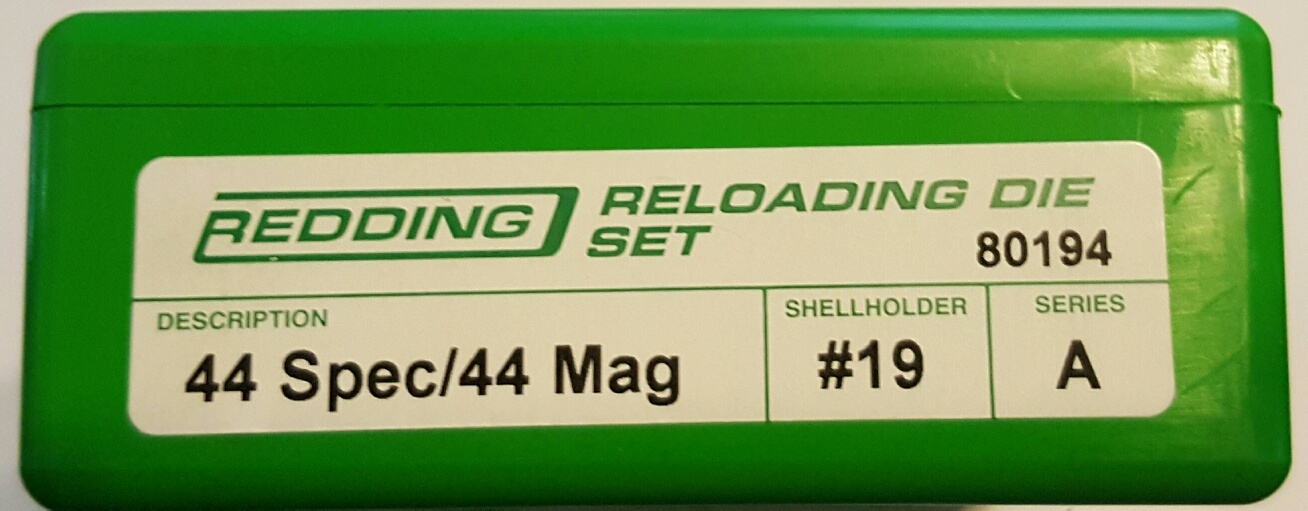 REDDING RELOADING DIE
SET
80194
DESCRIPTION
44 Spec/44 Mag
SHELLHOLDER
#19
SERIES
A